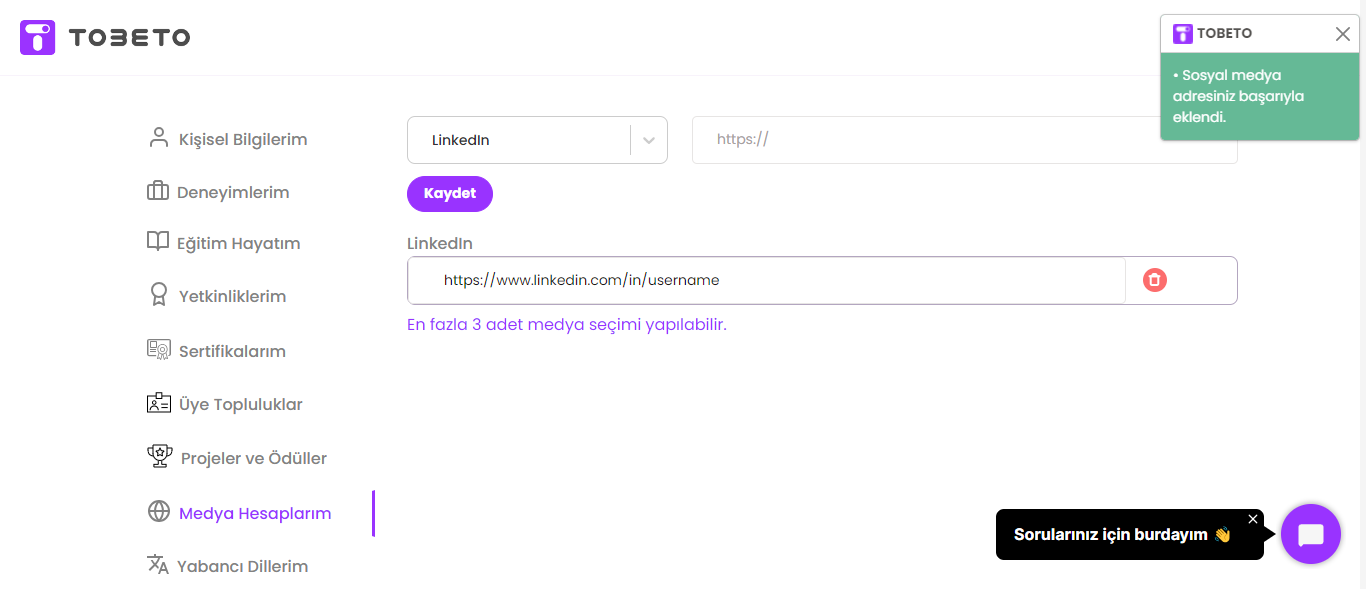 TOBETO
TOBETO
• Sosyal medya
adresiniz başarıyla
eklendi.
Kişisel Bilgilerim
Deneyimlerim
Eğitim Hayatım
Yetkinliklerim
Sertifikalarım
Üye Topluluklar
Projeler ve Ödüller
Medya Hesaplarım
Yabancı Dillerim
LinkedIn
https://
Kaydet
LinkedIn
https://www.linkedin.com/in/username
En fazla 3 adet medya seçimi yapılabilir.
Sorularınız için burdayım 👋